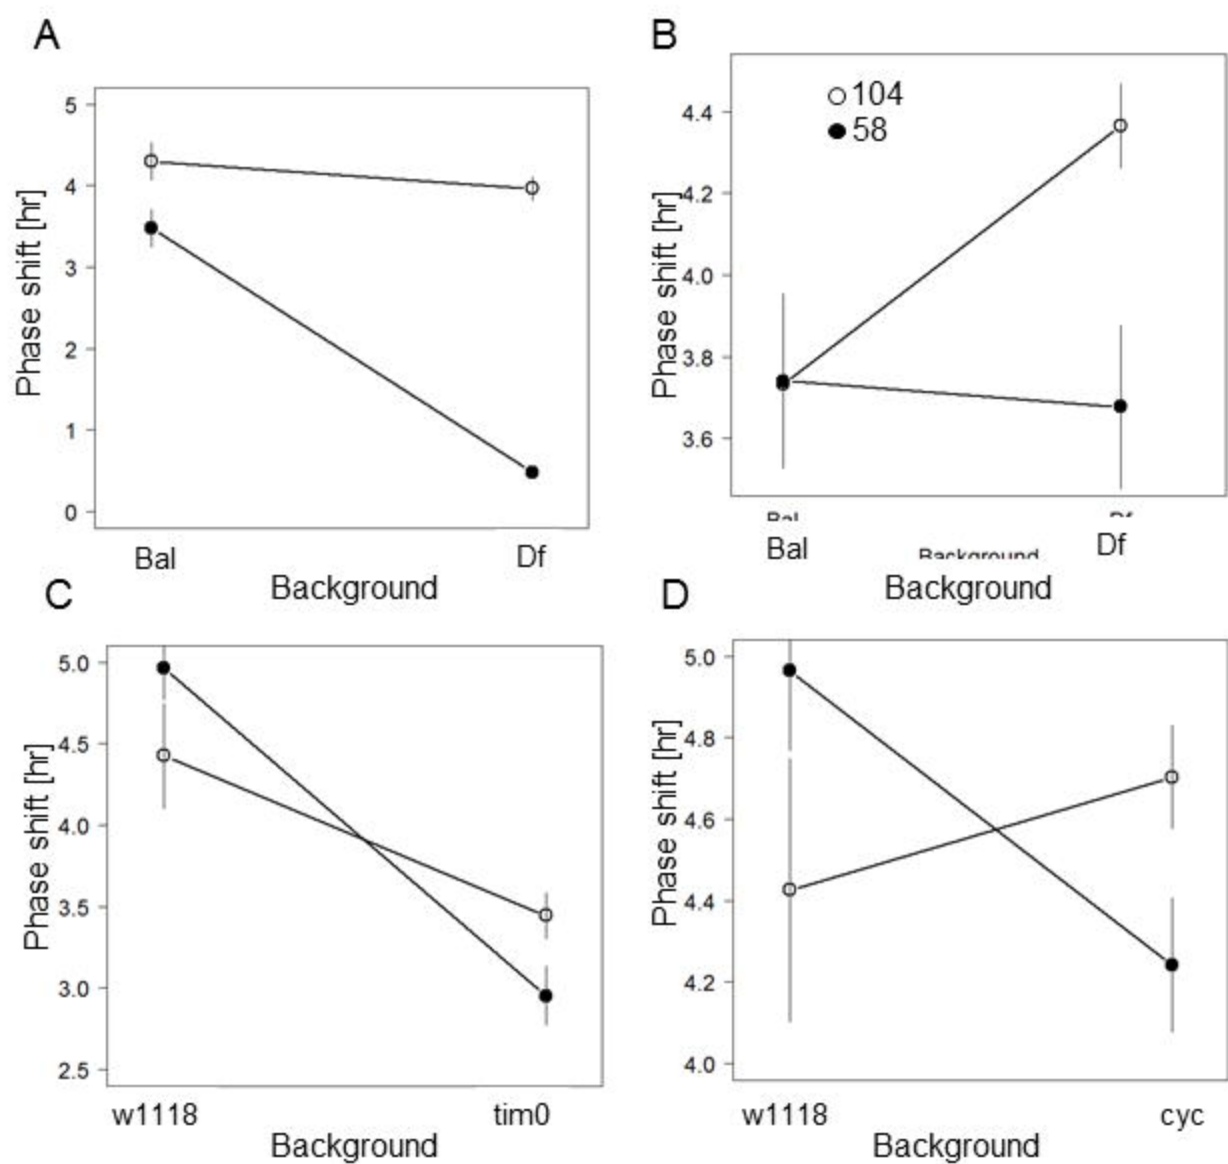 A
Phase shift [hr]
5
4
3
2
1
0
Bal
Df
Background
B
Phase shift [hr]
4.4
4.2
4.0
3.8
3.6
104
58
Bal
Df
Background
Bal
Df
Background
C
Phase shift [hr]
5.0
4.5
4.0
3.5
3.0
2.5
w1118
tim0
Background
D
Phase shift [hr]
5.0
4.8
4.6
4.4
4.2
4.0
w1118
cyc
Background